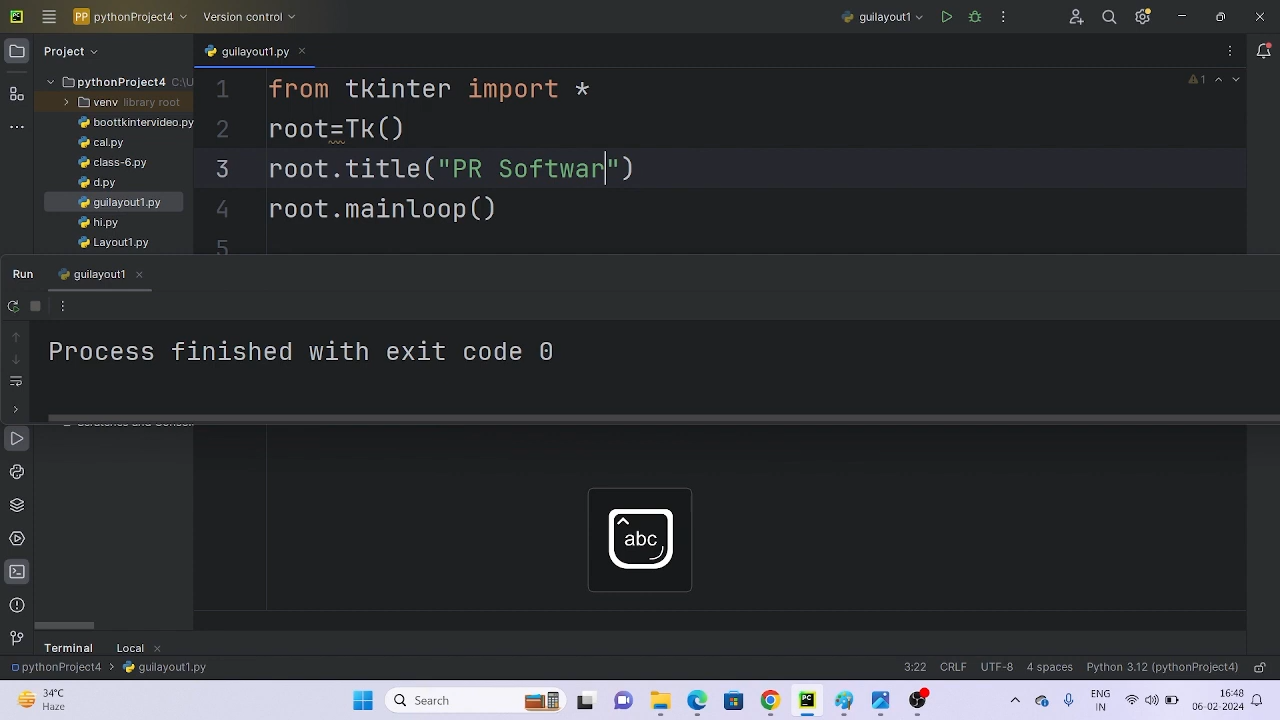 PP pythonProject4
Version control
guilayout1
Project
guilayout1.py
pythonProject4 C:\U
venv library root
boottkintervideo.py
cal.py
class-6.py
d.py
guilayout1.py
hi.py
Layout1.py
1
1 from tkinter import *
2 root=Tk()
3 root.title("PR Softwar")
4 root.mainloop()
5
Run
guilayout1
Process finished with exit code 0
abc
Terminal
Local
pythonProject4
guilayout1.py
3:22
CRLF
UTF-8
4 spaces
Python 3.12 (pythonProject4)
34°C
Haze
Search
PC
ENG
IN
16:48
06-02-2024